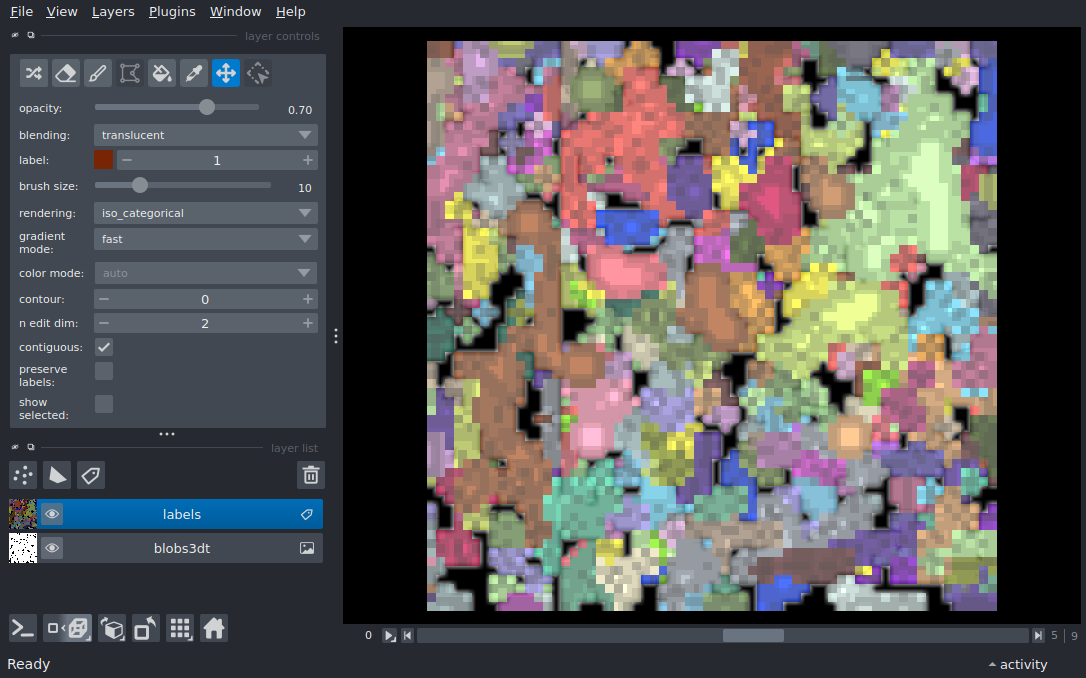 File View Layers Plugins Window Help
layer controls
opacity: 0.70
blending: translucent
label: 1
brush size: 10
rendering: iso_categorical
gradient
mode: fast
color mode: auto
contour: 0
n edit dim: 2
contiguous:
preserve
labels:
show
selected:
layer list
labels
blobs3dt
0 5 | 9
Ready activity